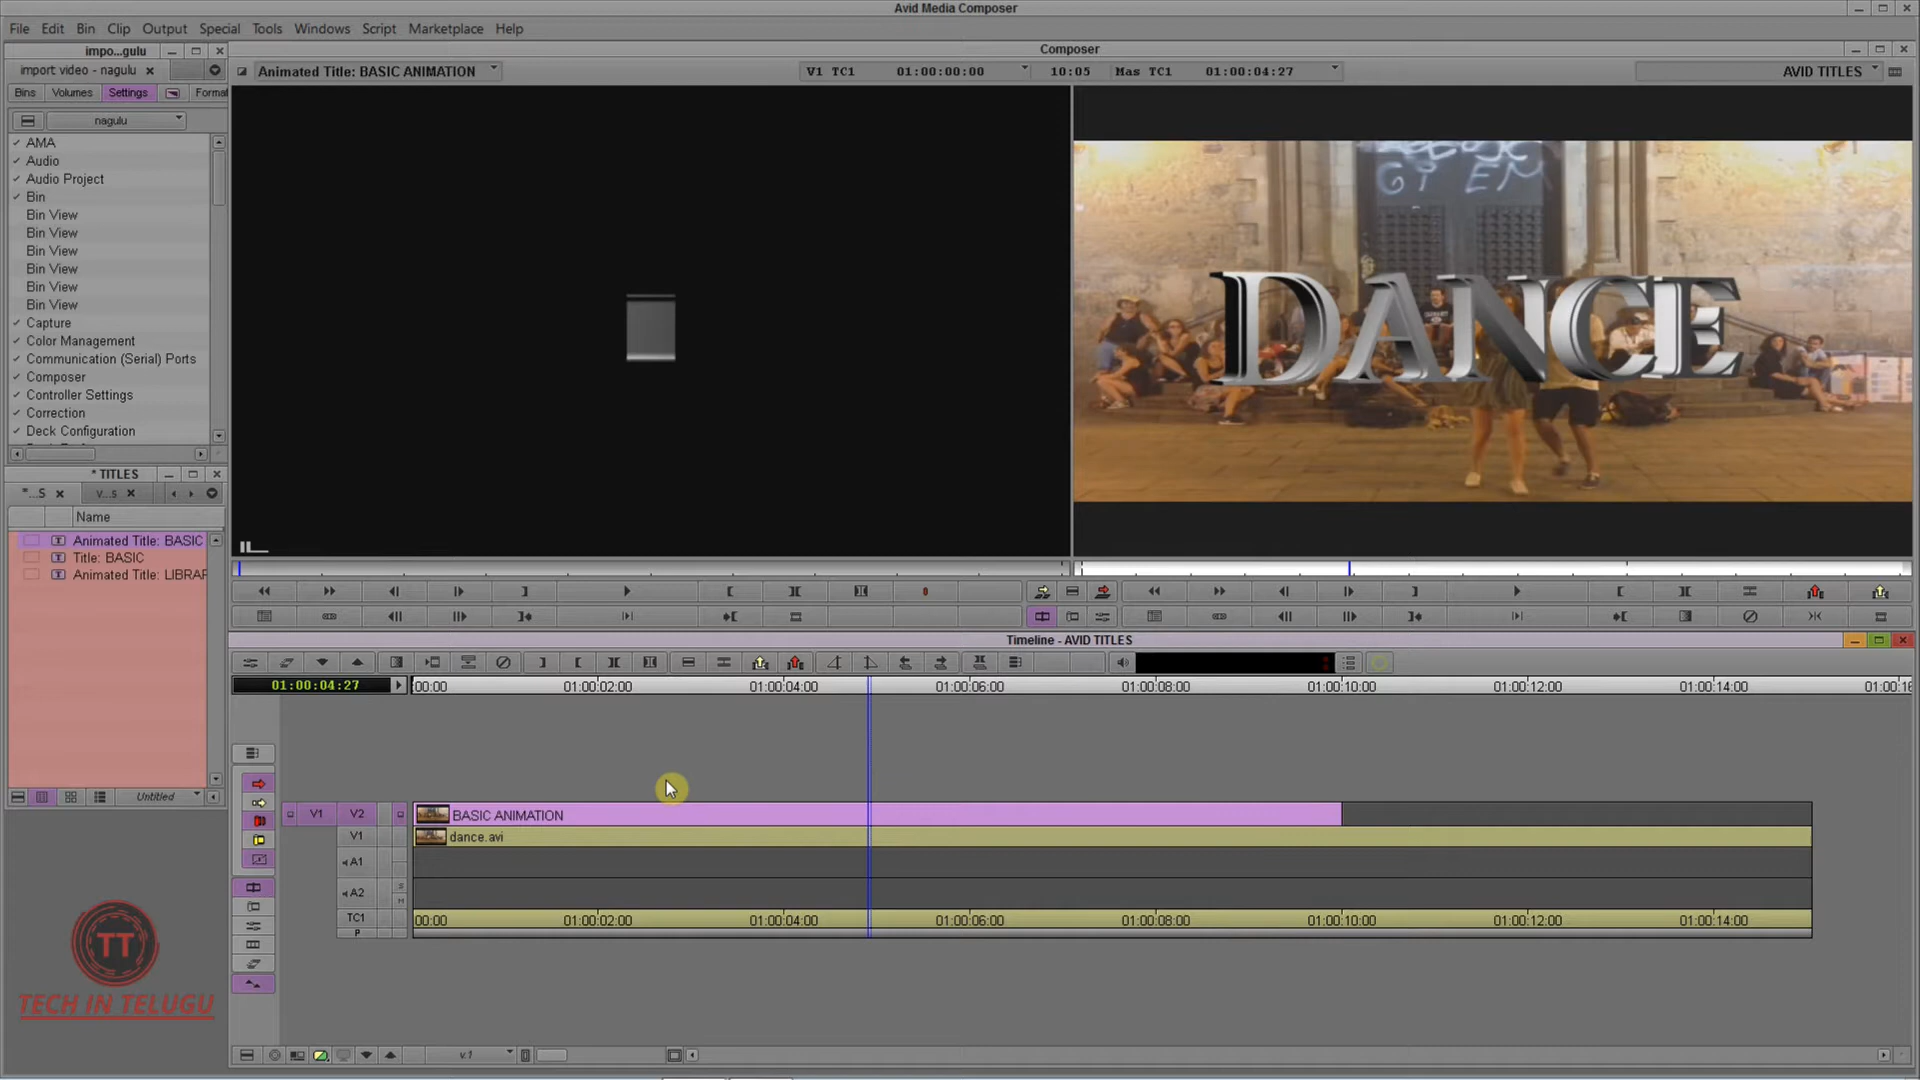 Avid Media Composer
File Edit Bin Clip Output Special Tools Windows Script Marketplace Help
impo...gulu
Composer
import video - nagulu
Animated Title: BASIC ANIMATION
V1 TC1 01:00:00:00 10:05 Mas TC1 01:00:04:27
AVID TITLES
Bins Volumes Settings Format
nagulu
AMA
Audio
Audio Project
Bin
Bin View
Bin View
Bin View
Bin View
Bin View
Bin View
Capture
Color Management
Communication (Serial) Ports
Composer
Controller Settings
Correction
Deck Configuration
GI EM
DANCE
* TITLES
*...S v...s
Name
Animated Title: BASIC
Title: BASIC
Animated Title: LIBRAR
Untitled
Timeline - AVID TITLES
01:00:04:27
:00:00 01:00:02:00 01:00:04:00 01:00:06:00 01:00:08:00 01:00:10:00 01:00:12:00 01:00:14:00 01:00:16
V1 V2 BASIC ANIMATION
V1 dance.avi
A1
A2 S M
TC1 00:00 01:00:02:00 01:00:04:00 01:00:06:00 01:00:08:00 01:00:10:00 01:00:12:00 01:00:14:00
P
TT
TECH IN TELUGU
v.1